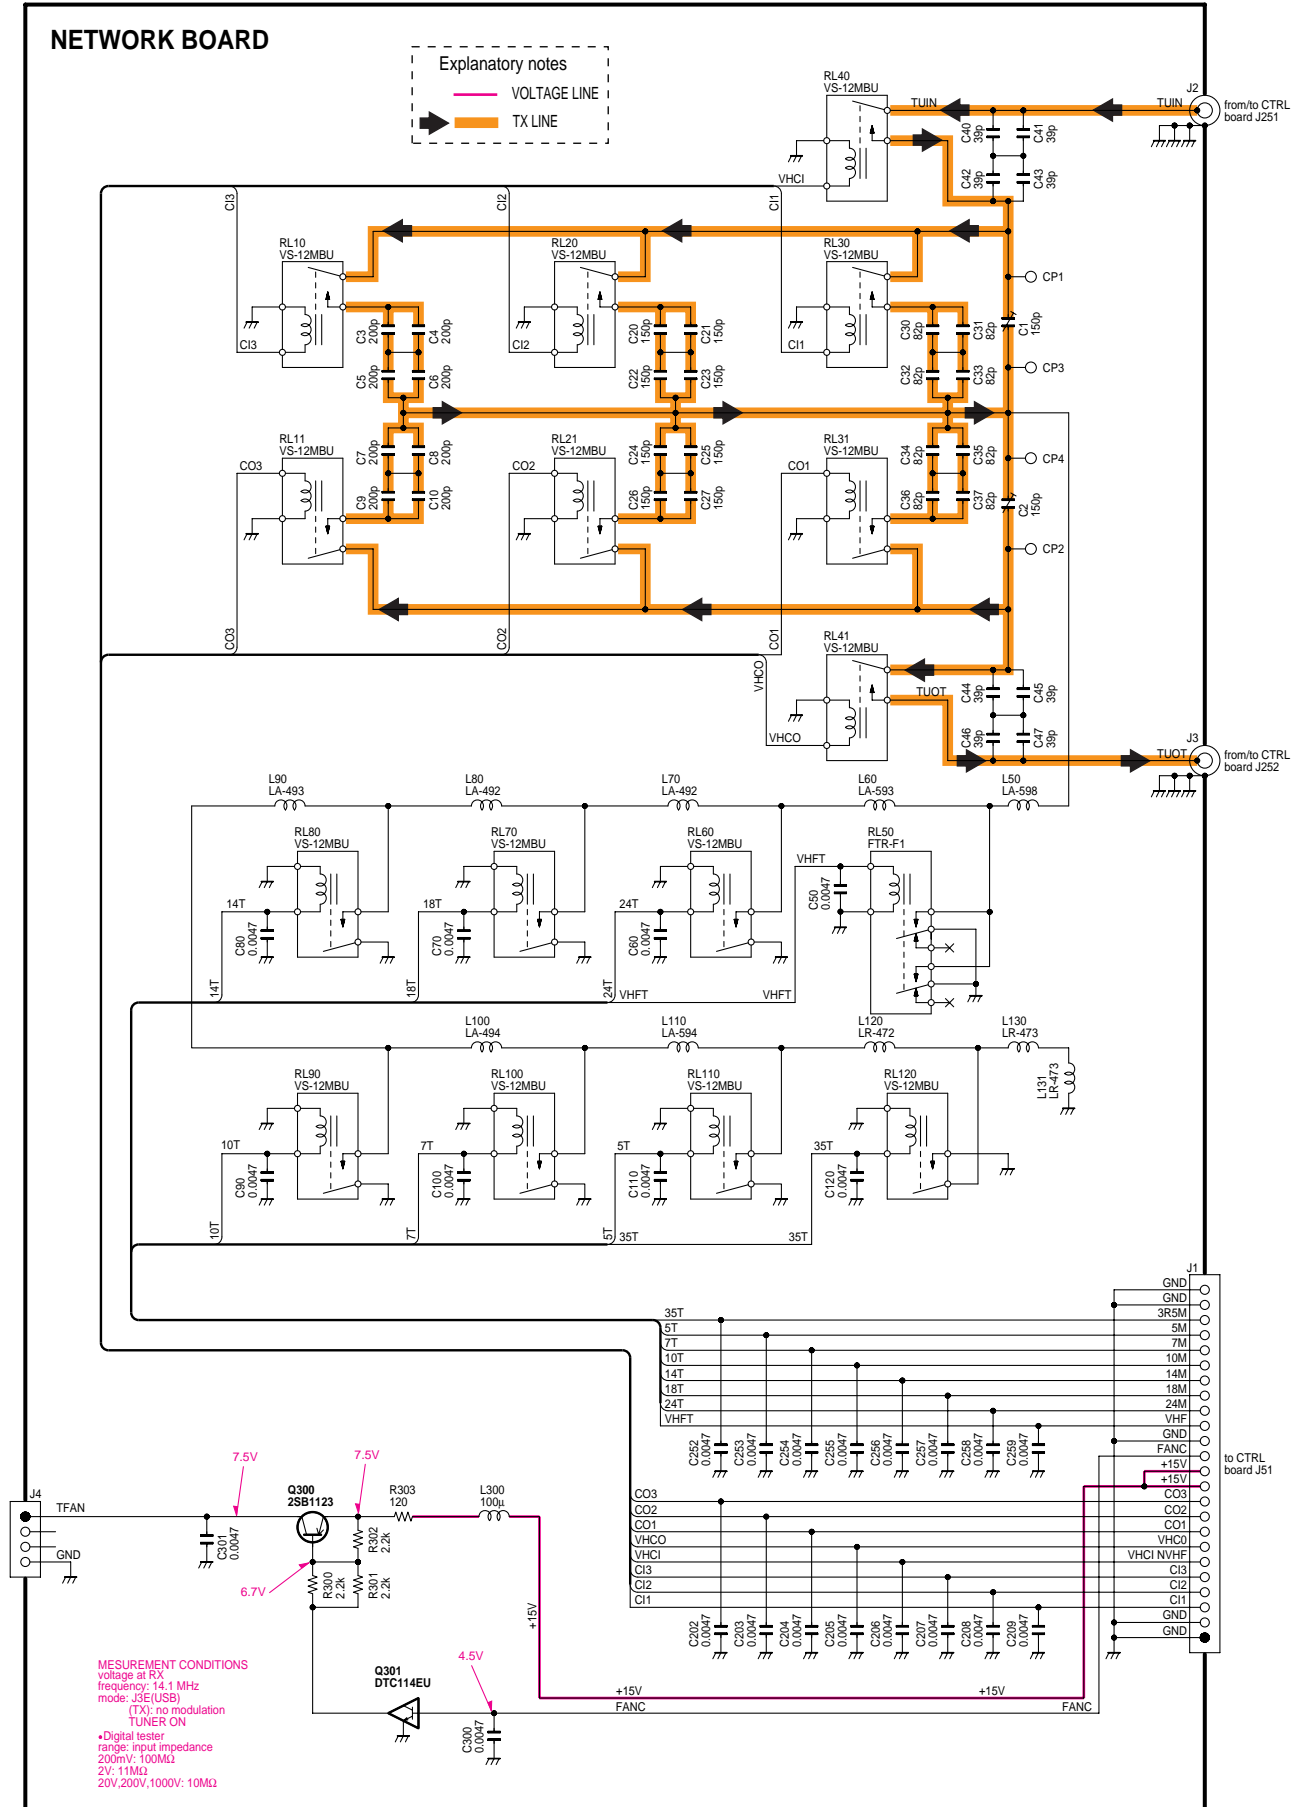 NETWORK BOARD
Explanatory notes
VOLTAGE LINE
TX LINE
RL40
VS-12MBU
TUIN
TUIN
J2
from/to CTRL
board J251
C40
39p
C41
39p
C42
39p
C43
39p
VHCI
CI3
CI2
CI1
RL10
VS-12MBU
RL20
VS-12MBU
RL30
VS-12MBU
CP1
C3
200p
C4
200p
C20
150p
C21
150p
C30
82p
C31
82p
C1
150p
CI3
CI2
CI1
C5
200p
C6
200p
C22
150p
C23
150p
C32
82p
C33
82p
CP3
RL11
VS-12MBU
RL21
VS-12MBU
RL31
VS-12MBU
CO3
CO2
CO1
C7
200p
C8
200p
C24
150p
C25
150p
C34
82p
C35
82p
CP4
C9
200p
C10
200p
C26
150p
C27
150p
C36
82p
C37
82p
C2
150p
CP2
CO3
CO2
CO1
RL41
VS-12MBU
VHCO
TUOT
C44
39p
C45
39p
C46
39p
C47
39p
VHCO
TUOT
J3
from/to CTRL
board J252
L90
LA-493
L80
LA-492
L70
LA-492
L60
LA-593
L50
LA-598
RL80
VS-12MBU
RL70
VS-12MBU
RL60
VS-12MBU
RL50
FTR-F1
VHFT
C50
0.0047
14T
18T
24T
C80
0.0047
C70
0.0047
C60
0.0047
14T
18T
24T
VHFT
VHFT
L100
LA-494
L110
LA-594
L120
LR-472
L130
LR-473
L131
LR-473
RL90
VS-12MBU
RL100
VS-12MBU
RL110
VS-12MBU
RL120
VS-12MBU
10T
7T
5T
35T
C90
0.0047
C100
0.0047
C110
0.0047
C120
0.0047
10T
7T
5T
35T
35T
J1
GND
GND
35T
3R5M
5T
5M
7T
7M
10T
10M
14T
14M
18T
18M
24T
24M
VHFT
VHF
GND
FANC
+15V
+15V
to CTRL
board J51
C252
0.0047
C253
0.0047
C254
0.0047
C255
0.0047
C256
0.0047
C257
0.0047
C258
0.0047
C259
0.0047
CO3
CO3
CO2
CO2
CO1
CO1
VHCO
VHC0
VHCI
VHCI NVHF
CI3
CI3
CI2
CI2
CI1
CI1
GND
GND
C202
0.0047
C203
0.0047
C204
0.0047
C205
0.0047
C206
0.0047
C207
0.0047
C208
0.0047
C209
0.0047
7.5V
7.5V
J4
TFAN
GND
Q300
2SB1123
R303
120
L300
100µ
C301
0.0047
R302
2.2k
6.7V
R300
2.2k
R301
2.2k
+15V
MESUREMENT CONDITIONS
voltage at RX
frequency: 14.1 MHz
mode: J3E(USB)
(TX): no modulation
TUNER ON
•Digital tester
range: input impedance
200mV: 100MΩ
2V: 11MΩ
20V,200V,1000V: 10MΩ
Q301
DTC114EU
4.5V
C300
0.0047
+15V
+15V
FANC
FANC